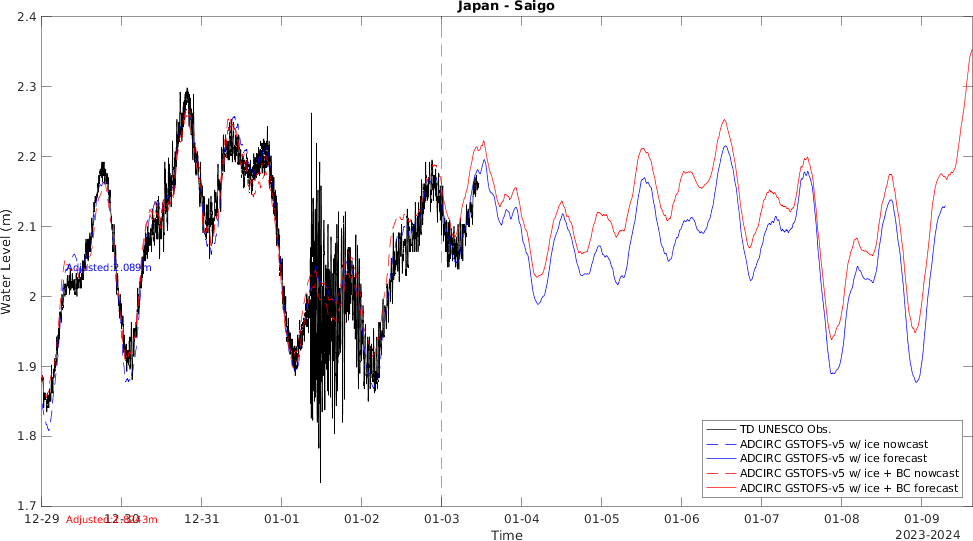 Japan - Saigo
2.4
2.3
2.2
2.1
2
1.9
1.8
1.7
Water Level (m)
Adjusted:2.089m
TD UNESCO Obs.
ADCIRC GSTOFS-v5 w/ ice nowcast
ADCIRC GSTOFS-v5 w/ ice forecast
ADCIRC GSTOFS-v5 w/ ice + BC nowcast
ADCIRC GSTOFS-v5 w/ ice + BC forecast
12-29 12-30 12-31 01-01 01-02 01-03 01-04 01-05 01-06 01-07 01-08 01-09
Time
2023-2024